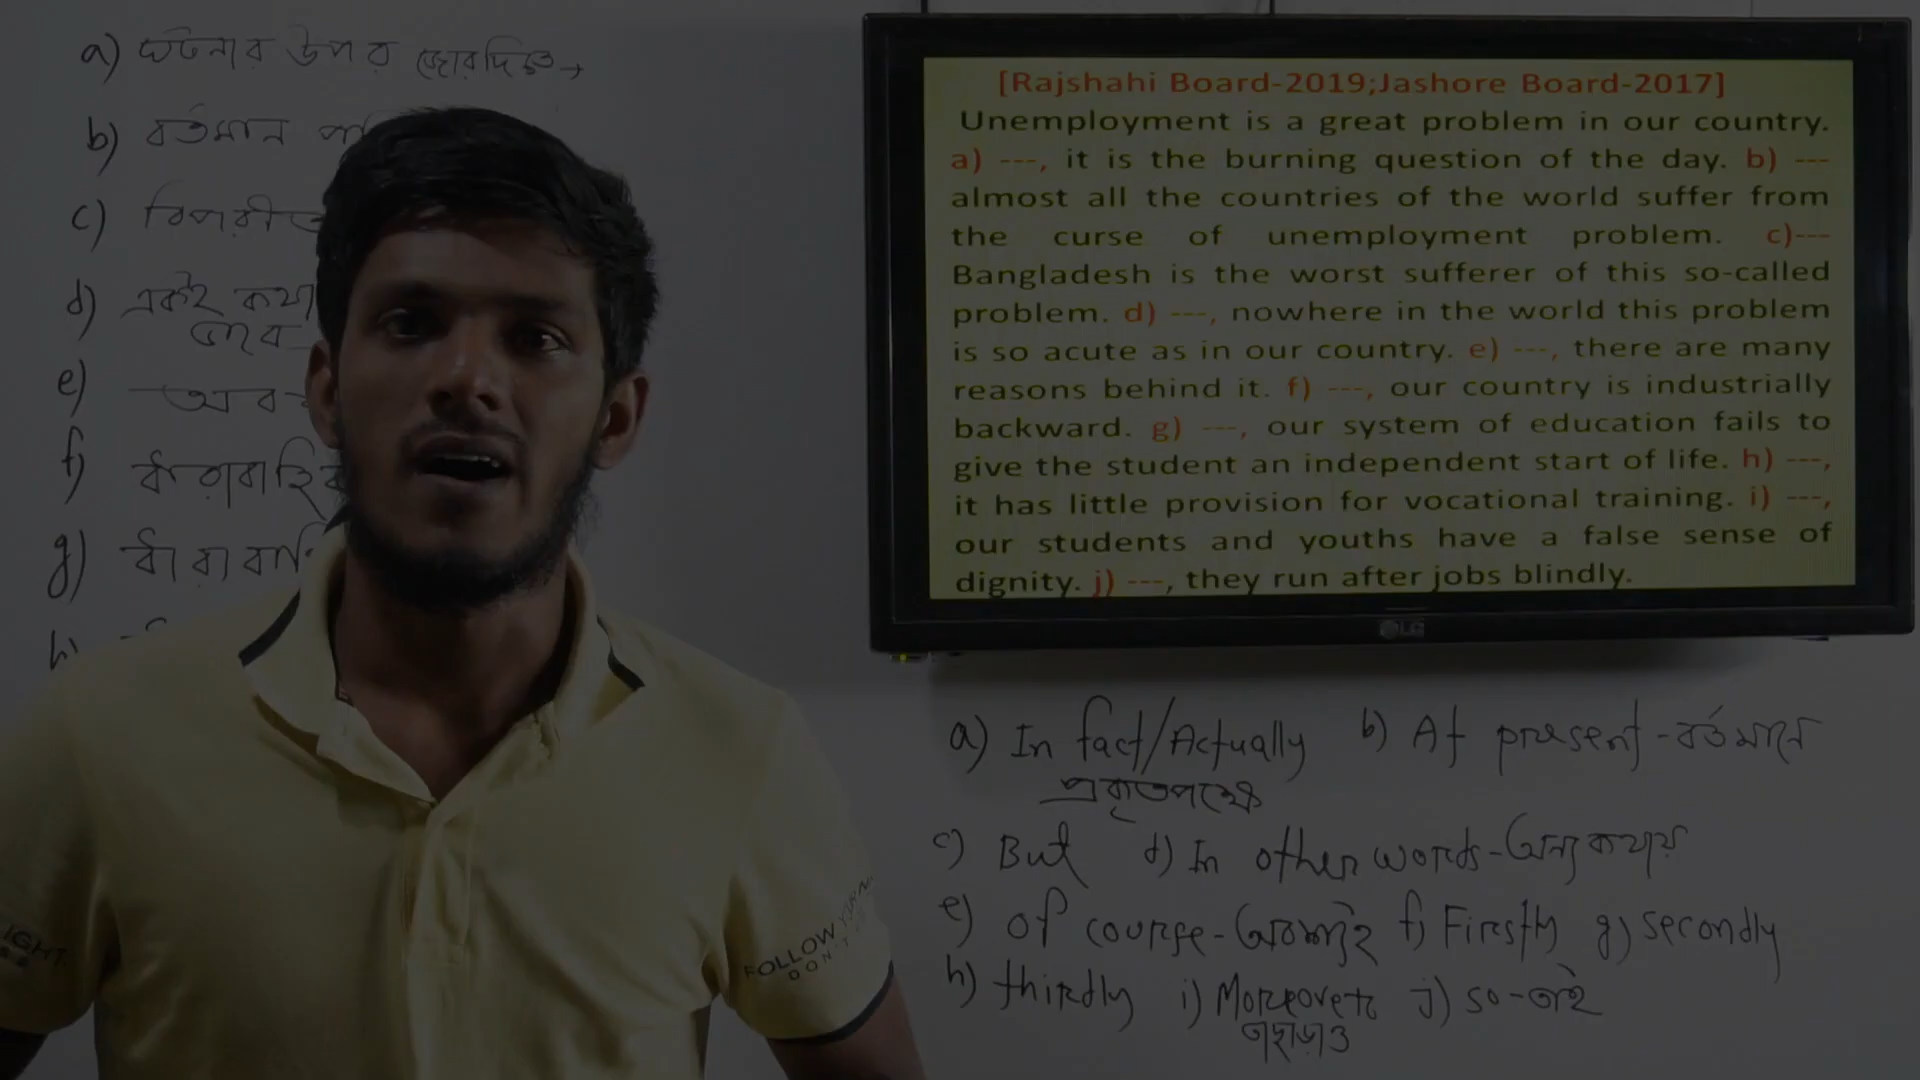 a) ঘটনার উপর জোরদিতে→
b) বর্তমান
c) বিপরীত
d) একই কথা
ভাবে
e)
f) ধারাবাহিক
g)
h)
[Rajshahi Board-2019;Jashore Board-2017]
Unemployment is a great problem in our country.
a) ---, it is the burning question of the day. b) ---
almost all the countries of the world suffer from
the curse of unemployment problem. c)---
Bangladesh is the worst sufferer of this so-called
problem. d) ---, nowhere in the world this problem
is so acute as in our country. e) ---, there are many
reasons behind it. f) ---, our country is industrially
backward. g) ---, our system of education fails to
give the student an independent start of life. h) ---,
it has little provision for vocational training. i) ---,
our students and youths have a false sense of
dignity. j) ---, they run after jobs blindly.
LG
a) In fact/Actually b) At present-বর্তমানে
প্রকৃতপক্ষে
c) But d) In other words-অন্যকথায়
e) of course-অবশ্যই f) Firstly g) secondly
h) thirdly i) Moreover j) so-তাই
তাছাড়াও
IGHT.
FOLLOW
DON'T